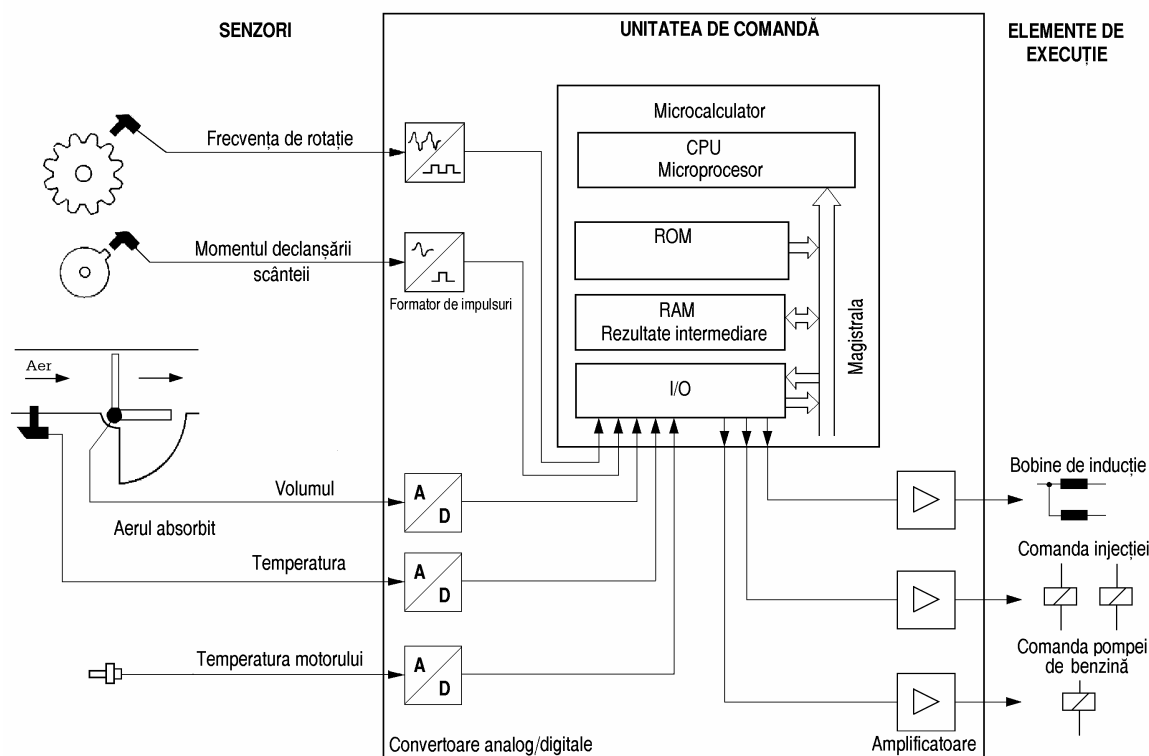 SENZORI
UNITATEA DE COMANDĂ
ELEMENTE DE
EXECUȚIE
Microcalculator
CPU
Microprocesor
Frecvența de rotație
ROM
Momentul declanșării
scânteii
Formator de impulsuri
RAM
Rezultate intermediare
Magistrala
Aer
I/O
Bobine de inducție
Volumul
A
D
Aerul absorbit
Comanda injecției
Temperatura
A
D
Comanda pompei
de benzină
Temperatura motorului
A
D
Convertoare analog/digitale
Amplificatoare